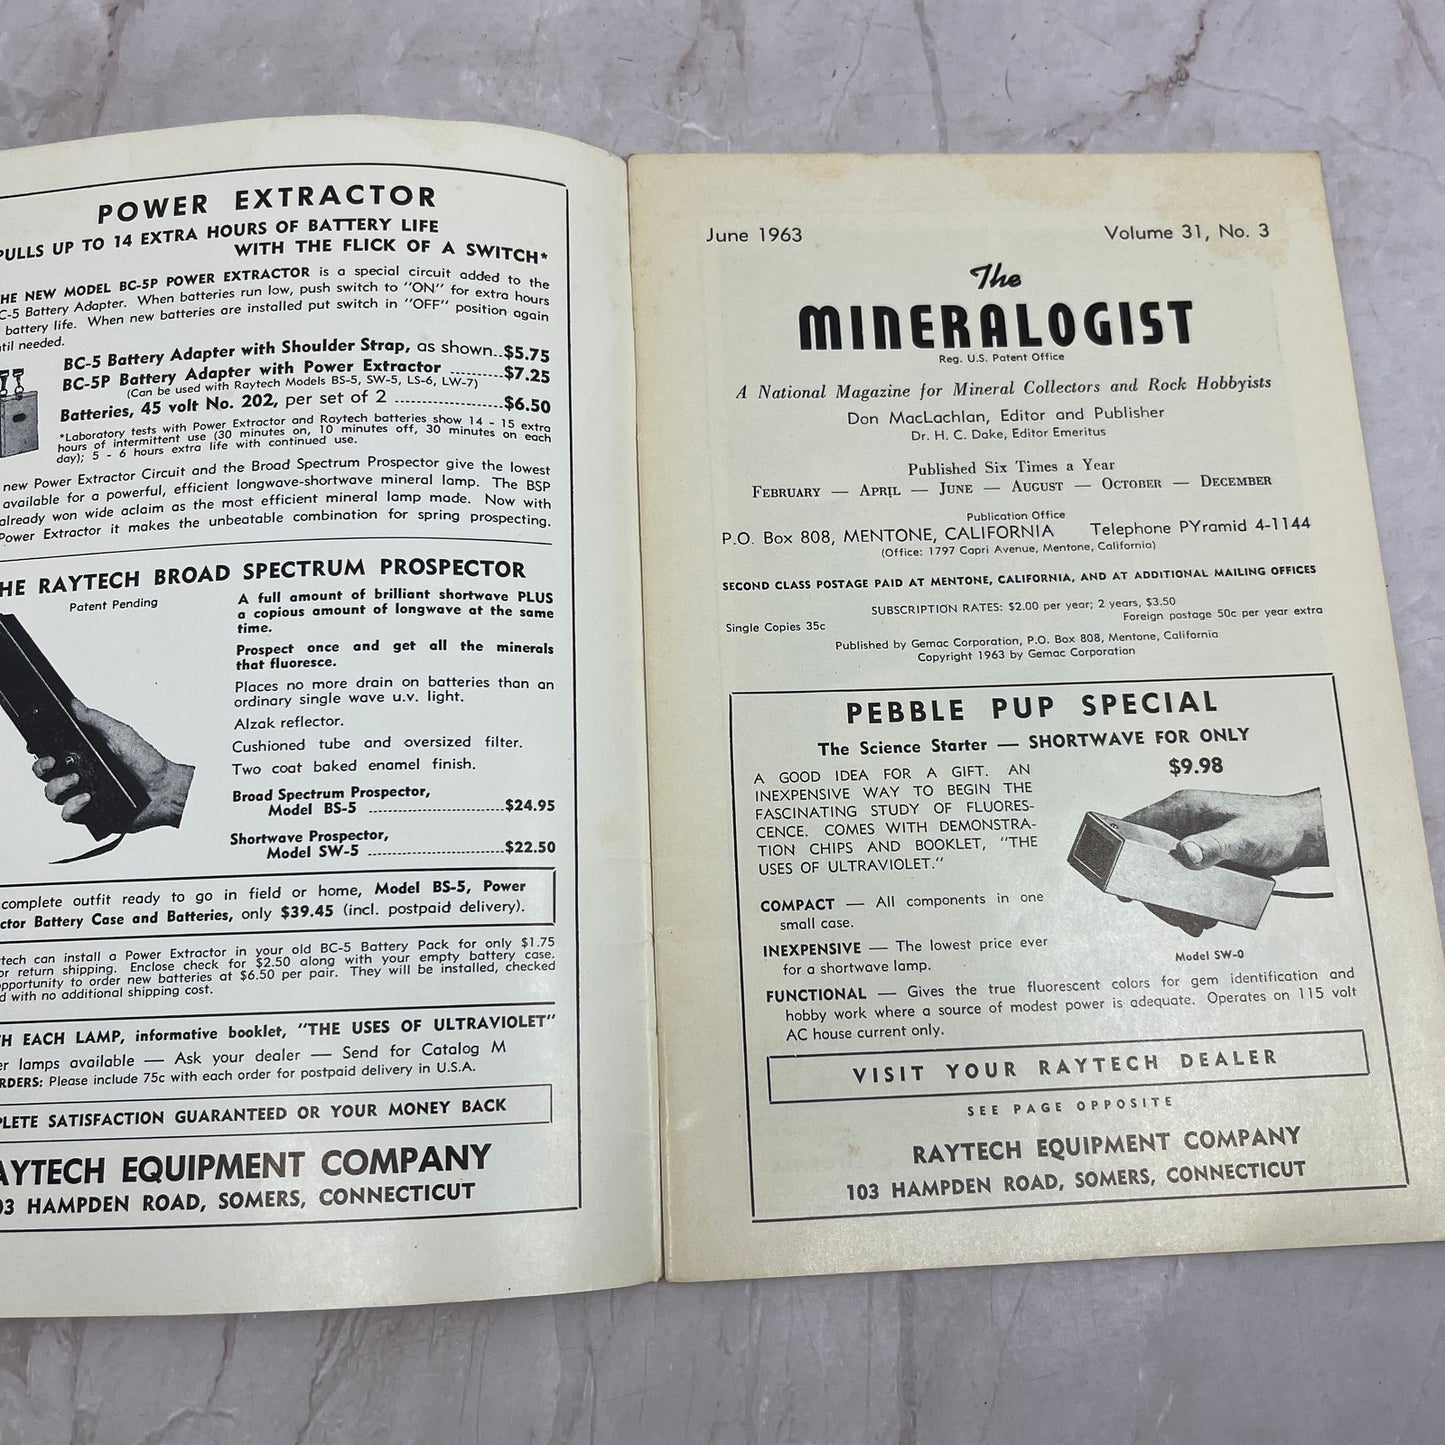 POWER EXTRACTOR
PULLS UP TO 14 EXTRA HOURS OF BATTERY LIFE
WITH THE FLICK OF A SWITCH*
THE NEW MODEL BC-5P POWER EXTRACTOR is a special circuit added to the
C-5 Battery Adapter. When batteries run low, push switch to "ON" for extra hours
battery life. When new batteries are installed put switch in "OFF" position again
until needed.
BC-5 Battery Adapter with Shoulder Strap, as shown..$5.75
BC-5P Battery Adapter with Power Extractor .........$7.25
(Can be used with Raytech Models BS-5, SW-5, LS-6, LW-7)
Batteries, 45 volt No. 202, per set of 2 ..................$6.50
*Laboratory tests with Power Extractor and Raytech batteries show 14 - 15 extra
hours of intermittent use (30 minutes on, 10 minutes off, 30 minutes on each
day); 5 - 6 hours extra life with continued use.
new Power Extractor Circuit and the Broad Spectrum Prospector give the lowest
available for a powerful, efficient longwave-shortwave mineral lamp. The BSP
already won wide aclaim as the most efficient mineral lamp made. Now with
Power Extractor it makes the unbeatable combination for spring prospecting.
THE RAYTECH BROAD SPECTRUM PROSPECTOR
Patent Pending
A full amount of brilliant shortwave PLUS
a copious amount of longwave at the same
time.
Prospect once and get all the minerals
that fluoresce.
Places no more drain on batteries than an
ordinary single wave u.v. light.
Alzak reflector.
Cushioned tube and oversized filter.
Two coat baked enamel finish.
Broad Spectrum Prospector,
Model BS-5 .........................$24.95
Shortwave Prospector,
Model SW-5 .........................$22.50
complete outfit ready to go in field or home, Model BS-5, Power
ctor Battery Case and Batteries, only $39.45 (incl. postpaid delivery).
tech can install a Power Extractor in your old BC-5 Battery Pack for only $1.75
or return shipping. Enclose check for $2.50 along with your empty battery case.
opportunity to order new batteries at $6.50 per pair. They will be installed, checked
d with no additional shipping cost.
TH EACH LAMP, informative booklet, "THE USES OF ULTRAVIOLET"
er lamps available — Ask your dealer — Send for Catalog M
RDERS: Please include 75c with each order for postpaid delivery in U.S.A.
PLETE SATISFACTION GUARANTEED OR YOUR MONEY BACK
AYTECH EQUIPMENT COMPANY
03 HAMPDEN ROAD, SOMERS, CONNECTICUT
June 1963 Volume 31, No. 3
The
MINERALOGIST
Reg. U.S. Patent Office
A National Magazine for Mineral Collectors and Rock Hobbyists
Don MacLachlan, Editor and Publisher
Dr. H. C. Dake, Editor Emeritus
Published Six Times a Year
FEBRUARY — APRIL — JUNE — AUGUST — OCTOBER — DECEMBER
Publication Office
P.O. Box 808, MENTONE, CALIFORNIA Telephone PYramid 4-1144
(Office: 1797 Capri Avenue, Mentone, California)
SECOND CLASS POSTAGE PAID AT MENTONE, CALIFORNIA, AND AT ADDITIONAL MAILING OFFICES
SUBSCRIPTION RATES: $2.00 per year; 2 years, $3.50
Single Copies 35c Foreign postage 50c per year extra
Published by Gemac Corporation, P.O. Box 808, Mentone, California
Copyright 1963 by Gemac Corporation
PEBBLE PUP SPECIAL
The Science Starter — SHORTWAVE FOR ONLY
$9.98
A GOOD IDEA FOR A GIFT. AN
INEXPENSIVE WAY TO BEGIN THE
FASCINATING STUDY OF FLUORES-
CENCE. COMES WITH DEMONSTRA-
TION CHIPS AND BOOKLET, "THE
USES OF ULTRAVIOLET."
COMPACT — All components in one
small case.
INEXPENSIVE — The lowest price ever
for a shortwave lamp.
Model SW-0
FUNCTIONAL — Gives the true fluorescent colors for gem identification and
hobby work where a source of modest power is adequate. Operates on 115 volt
AC house current only.
VISIT YOUR RAYTECH DEALER
SEE PAGE OPPOSITE
RAYTECH EQUIPMENT COMPANY
103 HAMPDEN ROAD, SOMERS, CONNECTICUT